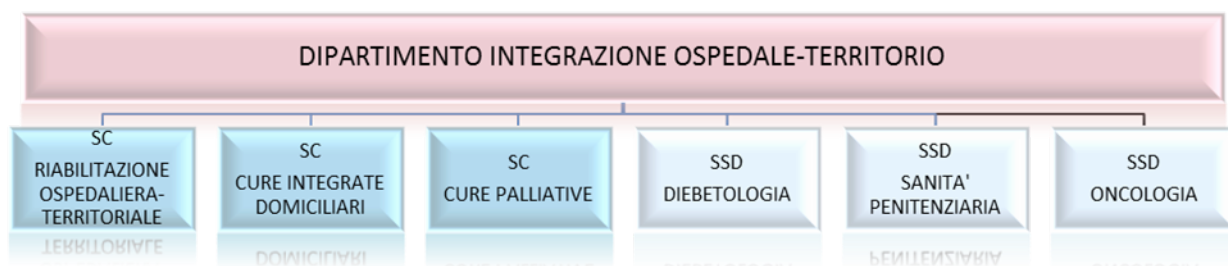 DIPARTIMENTO INTEGRAZIONE OSPEDALE-TERRITORIO
SC
RIABILITAZIONE
OSPEDALIERA-
TERRITORIALE
SC
CURE INTEGRATE
DOMICILIARI
SC
CURE PALLIATIVE
SSD
DIEBETOLOGIA
SSD
SANITA'
PENITENZIARIA
SSD
ONCOLOGIA